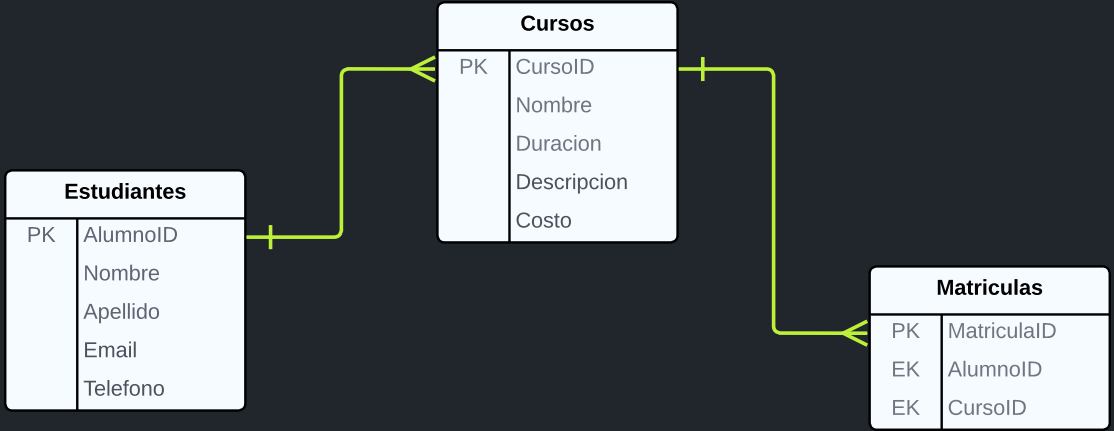 Cursos
PK CursoID
Nombre
Duracion
Descripcion
Costo
Estudiantes
PK AlumnoID
Nombre
Apellido
Email
Telefono
Matriculas
PK MatriculaID
EK AlumnoID
EK CursoID